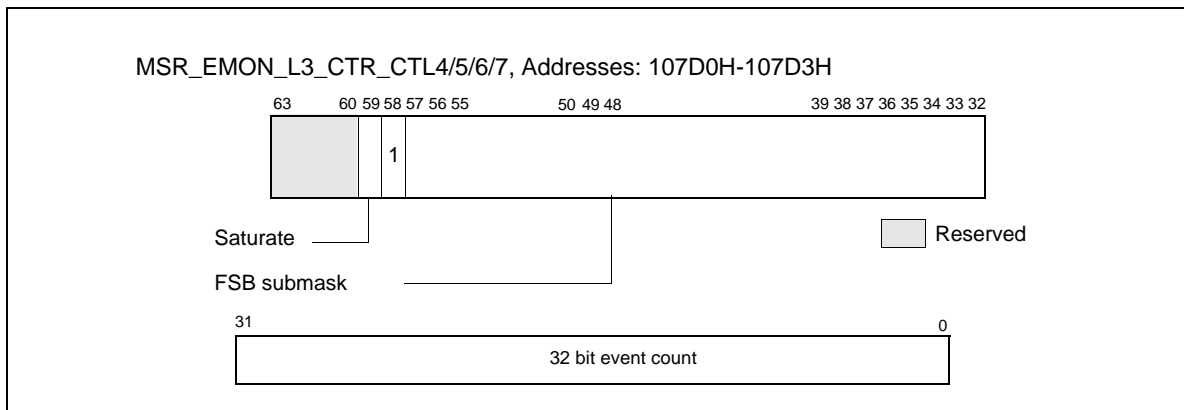 MSR_EMON_L3_CTR_CTL4/5/6/7, Addresses: 107D0H-107D3H
63 60 59 58 57 56 55 50 49 48 39 38 37 36 35 34 33 32
1
Saturate
Reserved
FSB submask
31 0
32 bit event count